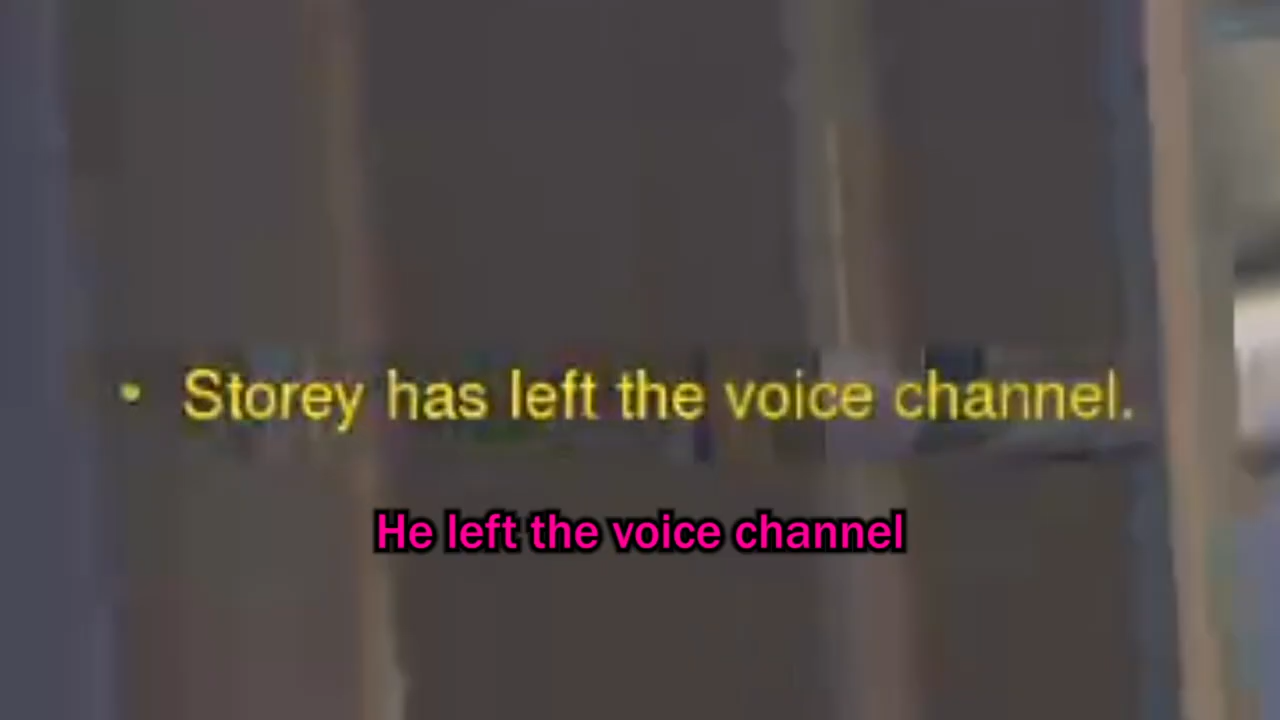 • Storey has left the voice channel.
He left the voice channel